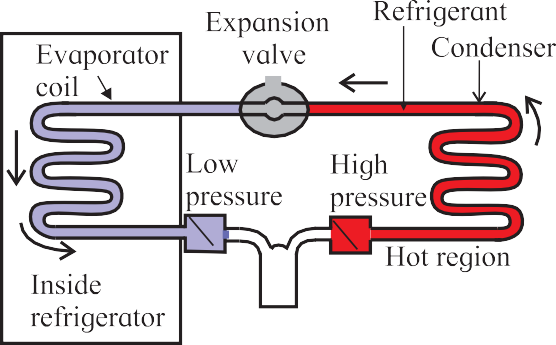 Refrigerant
Expansion
valve
Condenser
Evaporator
coil
Low
pressure
High
pressure
Hot region
Inside
refrigerator